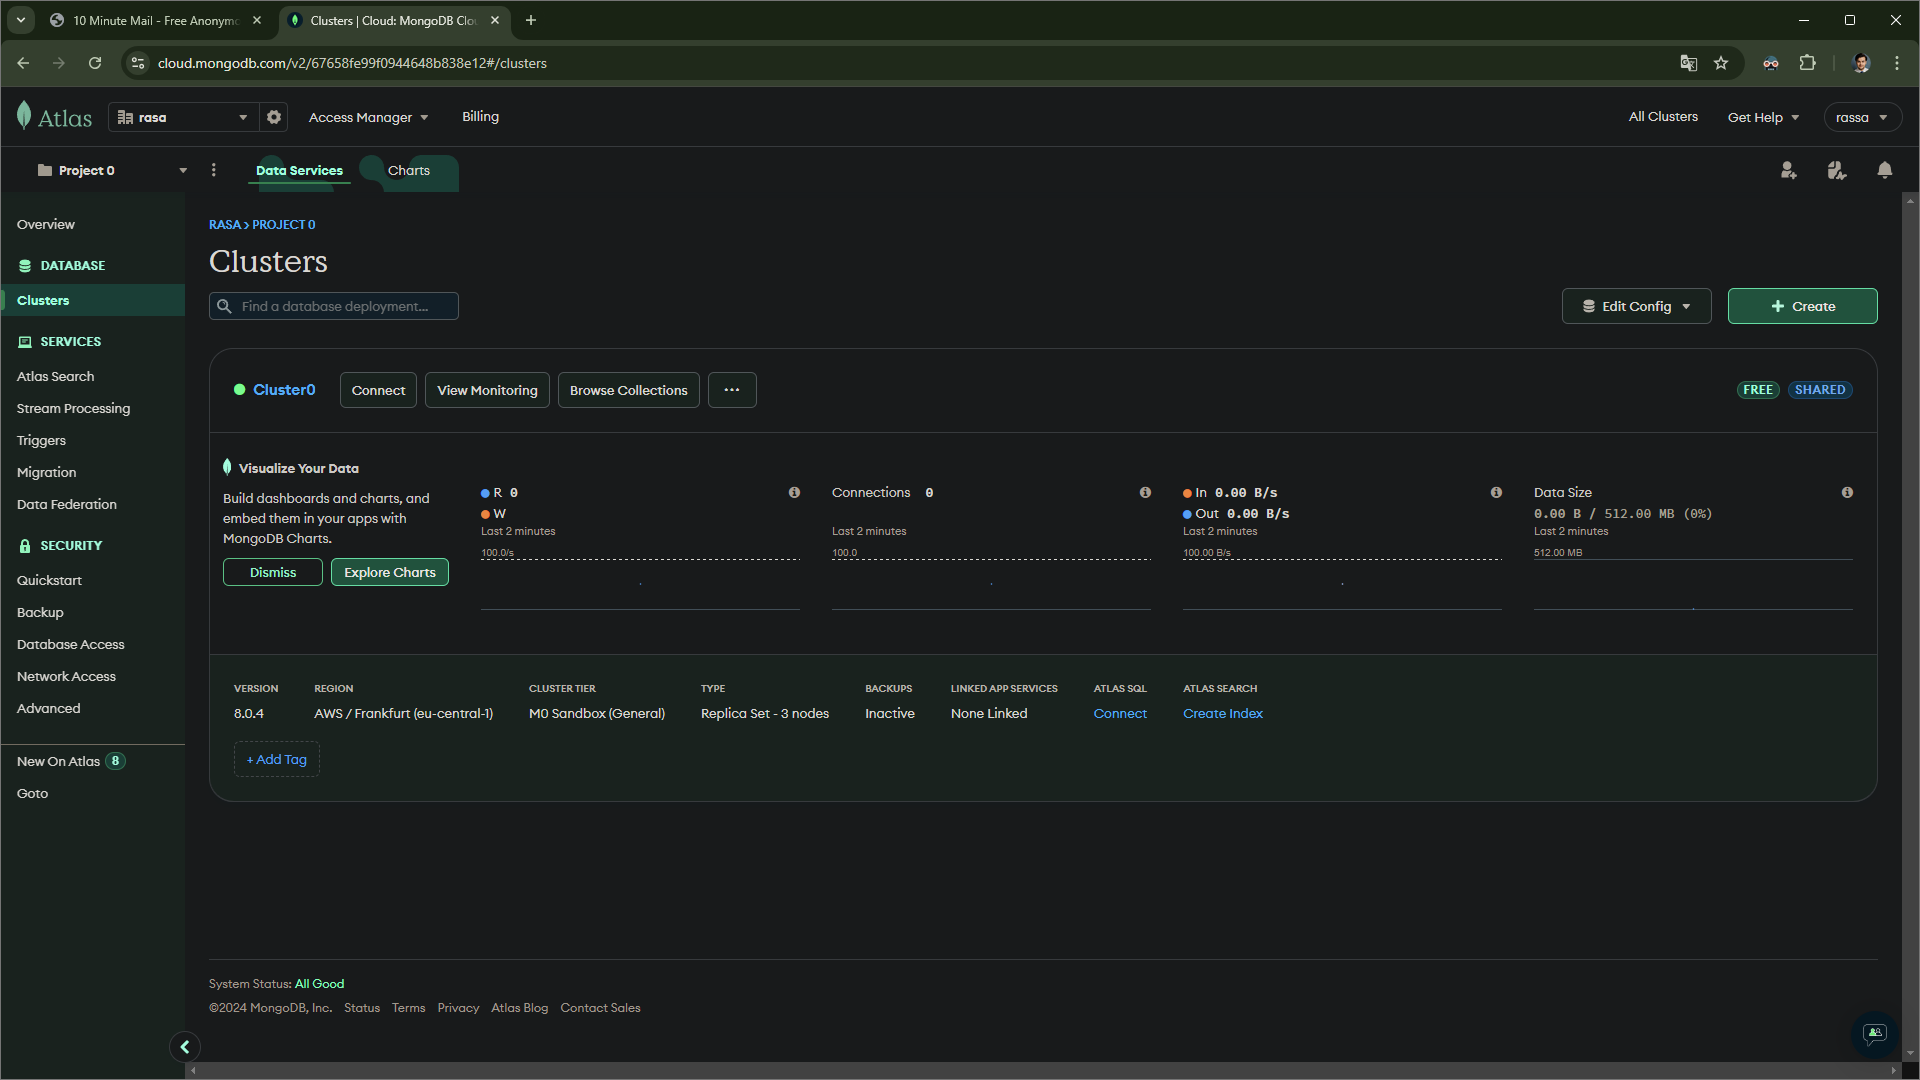 10 Minute Mail - Free Anonym
Clusters | Cloud: MongoDB Clo
cloud.mongodb.com/v2/67658fe99f0944648b838e12#/clusters
Atlas
rasa
Access Manager
Billing
All Clusters
Get Help
rassa
Project 0
Data Services
Charts
Overview
DATABASE
Clusters
SERVICES
Atlas Search
Stream Processing
Triggers
Migration
Data Federation
SECURITY
Quickstart
Backup
Database Access
Network Access
Advanced
New On Atlas 8
Goto
RASA > PROJECT 0
Clusters
Find a database deployment...
Edit Config
+ Create
Cluster0
Connect
View Monitoring
Browse Collections
...
FREE
SHARED
Visualize Your Data
Build dashboards and charts, and
embed them in your apps with
MongoDB Charts.
Dismiss
Explore Charts
R 0
W
Last 2 minutes
100.0/s
Connections 0
Last 2 minutes
100.0
In 0.00 B/s
Out 0.00 B/s
Last 2 minutes
100.00 B/s
Data Size
0.00 B / 512.00 MB (0%)
Last 2 minutes
512.00 MB
VERSION
8.0.4
REGION
AWS / Frankfurt (eu-central-1)
CLUSTER TIER
M0 Sandbox (General)
TYPE
Replica Set - 3 nodes
BACKUPS
Inactive
LINKED APP SERVICES
None Linked
ATLAS SQL
Connect
ATLAS SEARCH
Create Index
+ Add Tag
System Status: All Good
©2024 MongoDB, Inc. Status Terms Privacy Atlas Blog Contact Sales